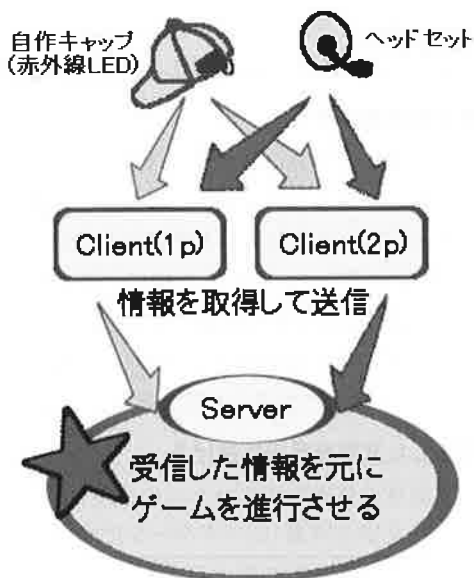 自作キャップ
(赤外線LED)
ヘッドセット
Client(1p)
Client(2p)
情報を取得して送信
Server
受信した情報を元に
ゲームを進行させる